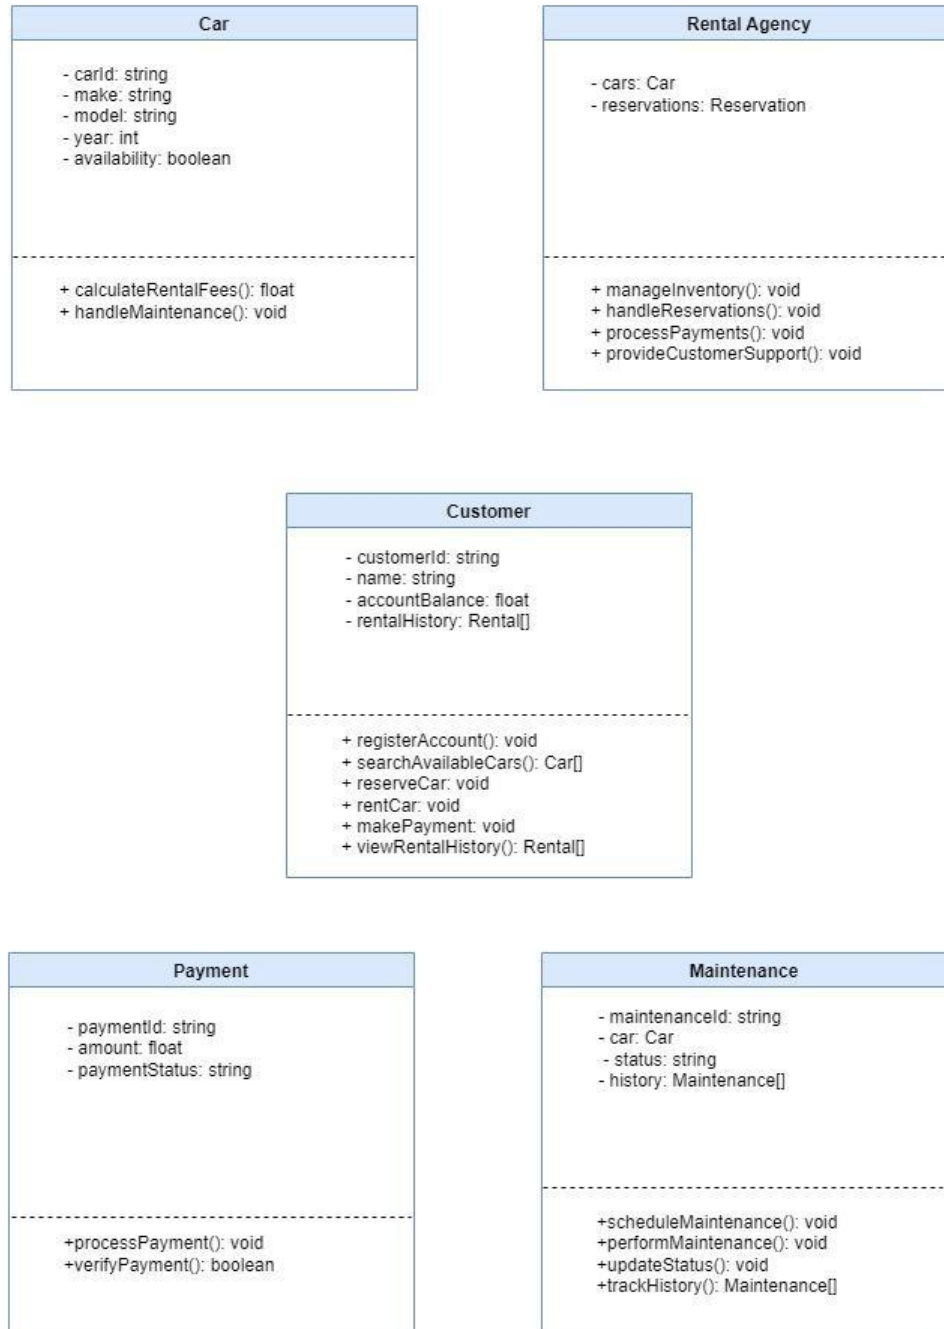 Car
- carId: string
- make: string
- model: string
- year: int
- availability: boolean
+ calculateRentalFees(): float
+ handleMaintenance(): void
Rental Agency
- cars: Car
- reservations: Reservation
+ manageInventory(): void
+ handleReservations(): void
+ processPayments(): void
+ provideCustomerSupport(): void
Customer
- customerId: string
- name: string
- accountBalance: float
- rentalHistory: Rental[]
+ registerAccount(): void
+ searchAvailableCars(): Car[]
+ reserveCar: void
+ rentCar: void
+ makePayment: void
+ viewRentalHistory(): Rental[]
Payment
- paymentId: string
- amount: float
- paymentStatus: string
+processPayment(): void
+verifyPayment(): boolean
Maintenance
- maintenanceId: string
- car: Car
- status: string
- history: Maintenance[]
+scheduleMaintenance(): void
+performMaintenance(): void
+updateStatus(): void
+trackHistory(): Maintenance[]